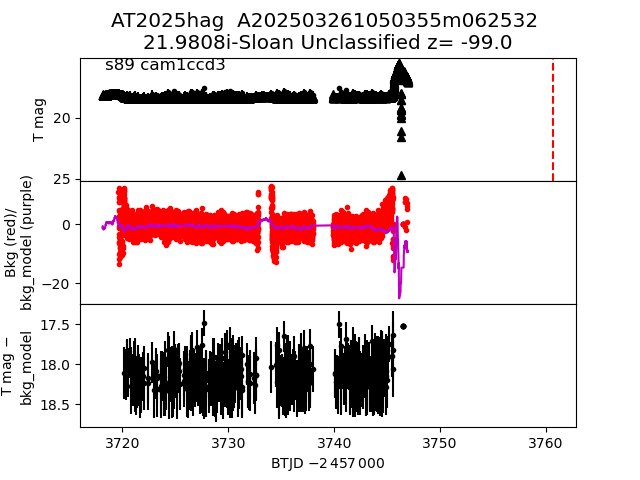 AT2025hag  A202503261050355m062532
21.9808i-Sloan Unclassified z= -99.0
s89 cam1ccd3
T mag
20
25
Bkg (red)/
bkg_model (purple)
0
−20
T mag −
bkg_model
17.5
18.0
18.5
3720 3730 3740 3750 3760
BTJD −2 457 000